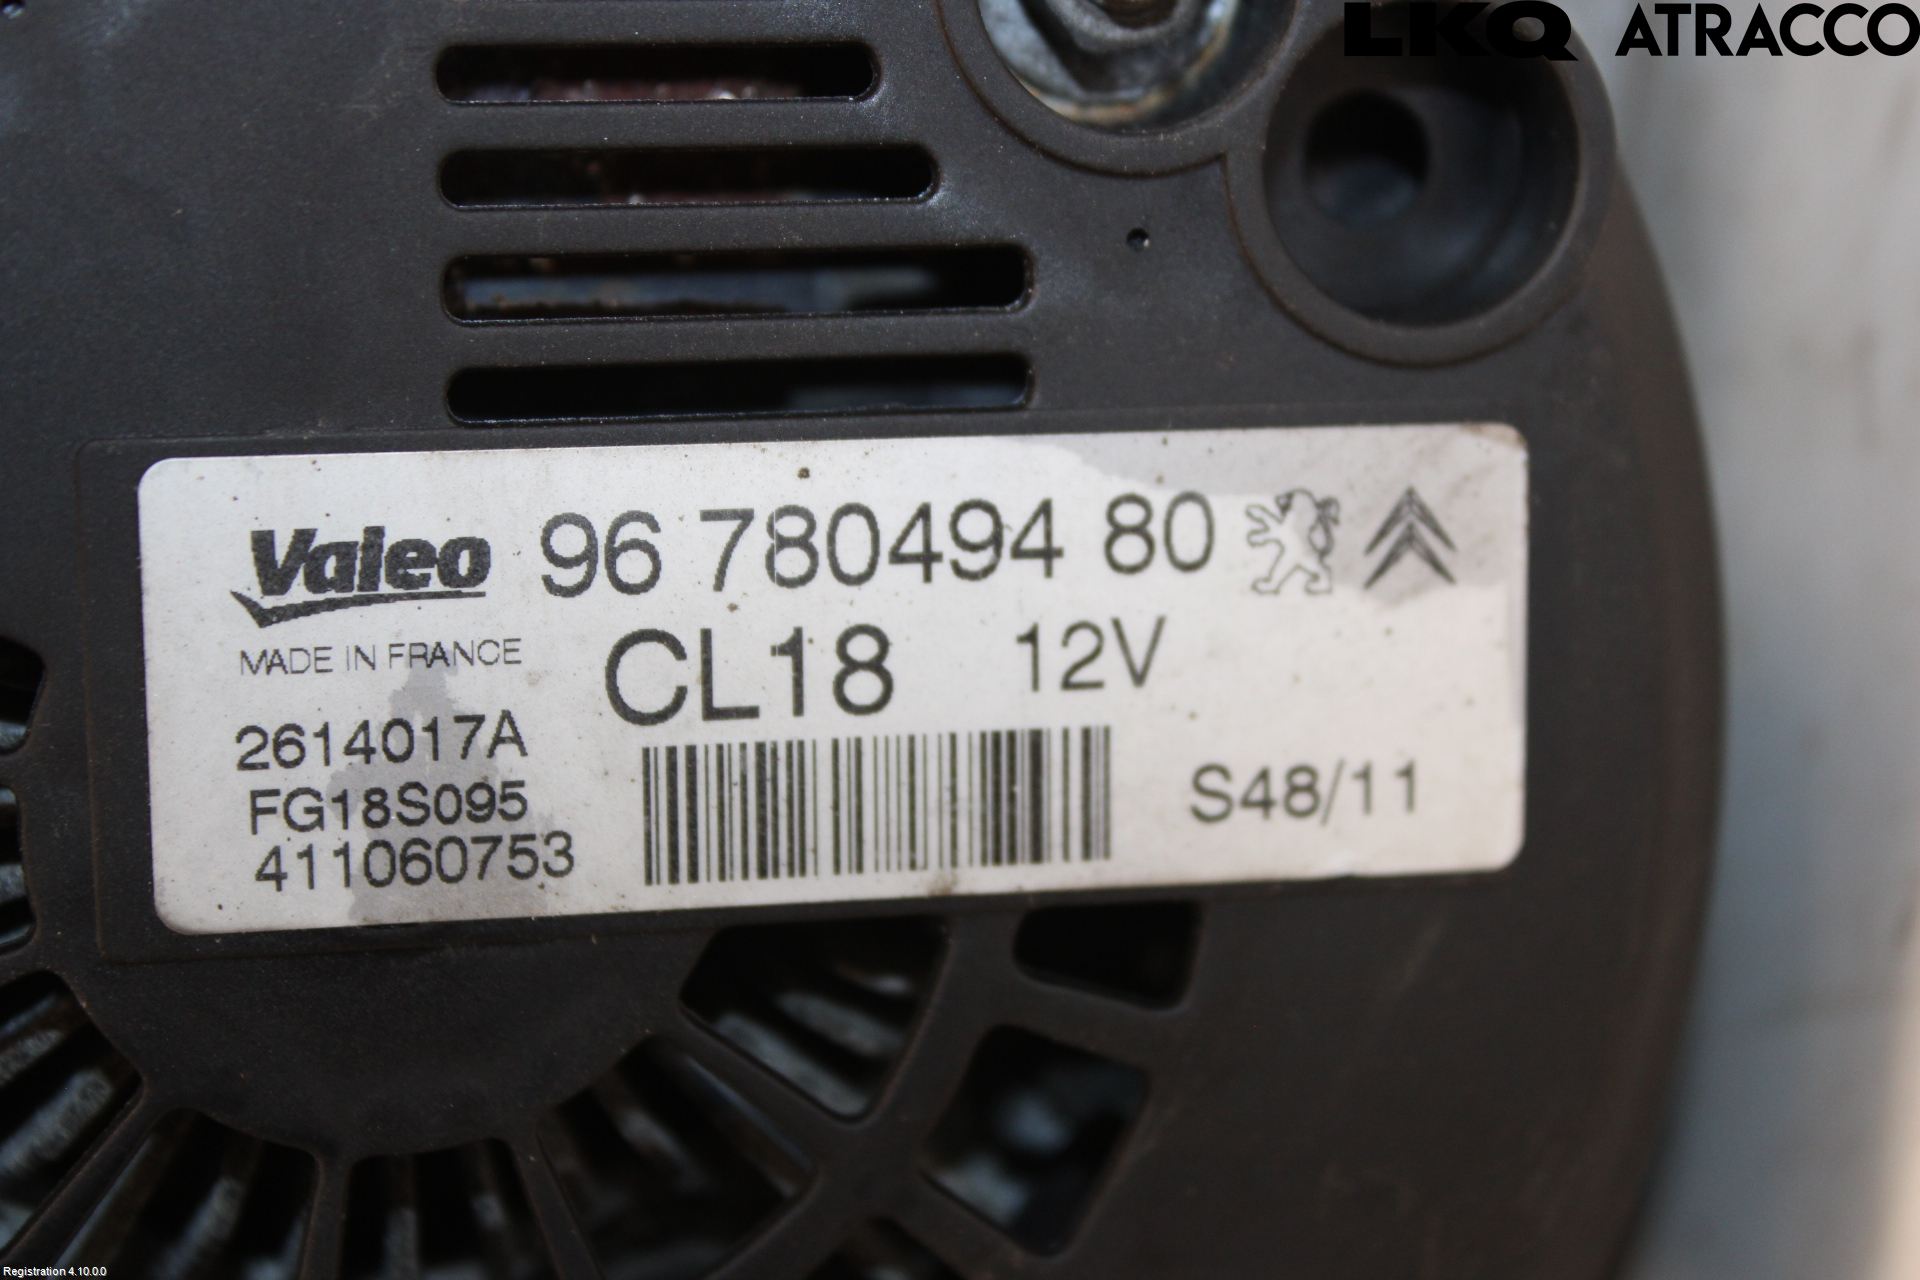 LKQ ATRACCO
Valeo 96 780494 80
MADE IN FRANCE
CL18 12V
2614017A
FG18S095
411060753
S48/11
Registration 4.10.0.0